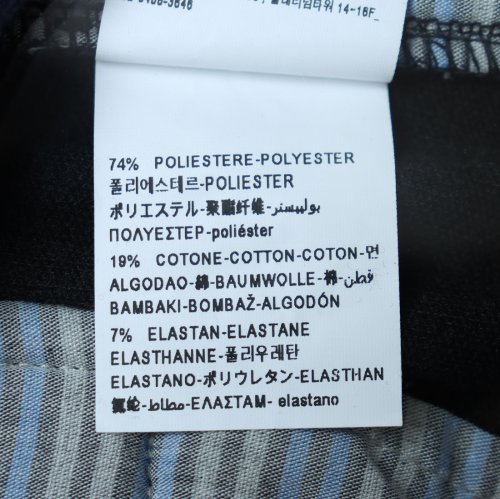 14-16F
74% POLIESTERE-POLYESTER
폴리에스테르-POLIESTER
ポリエステル-聚酯纤维-بوليستر
ΠΟΛΥΕΣΤΕΡ-poliéster
19% COTONE-COTTON-COTON-면
ALGODAO-綿-BAUMWOLLE-棉-قطن
BAMBAKI-BOMBAŽ-ALGODÓN
7% ELASTAN-ELASTANE
ELASTHANNE-폴리우레탄
ELASTANO-ポリウレタン-ELASTHAN
氨纶-مطاط-ΕΛΑΣΤΑΜ- elastano